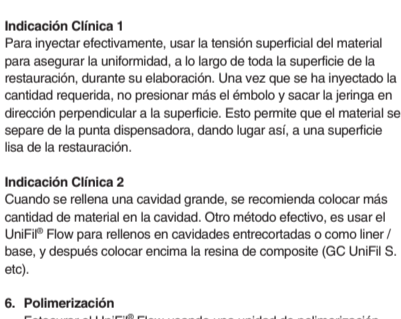 Indicación Clínica 1
Para inyectar efectivamente, usar la tensión superficial del material
para asegurar la uniformidad, a lo largo de toda la superficie de la
restauración, durante su elaboración. Una vez que se ha inyectado la
cantidad requerida, no presionar más el émbolo y sacar la jeringa en
dirección perpendicular a la superficie. Esto permite que el material se
separe de la punta dispensadora, dando lugar así, a una superficie
lisa de la restauración.
Indicación Clínica 2
Cuando se rellena una cavidad grande, se recomienda colocar más
cantidad de material en la cavidad. Otro método efectivo, es usar el
UniFil® Flow para rellenos en cavidades entrecortadas o como liner /
base, y después colocar encima la resina de composite (GC UniFil S.
etc).
6. Polimerización